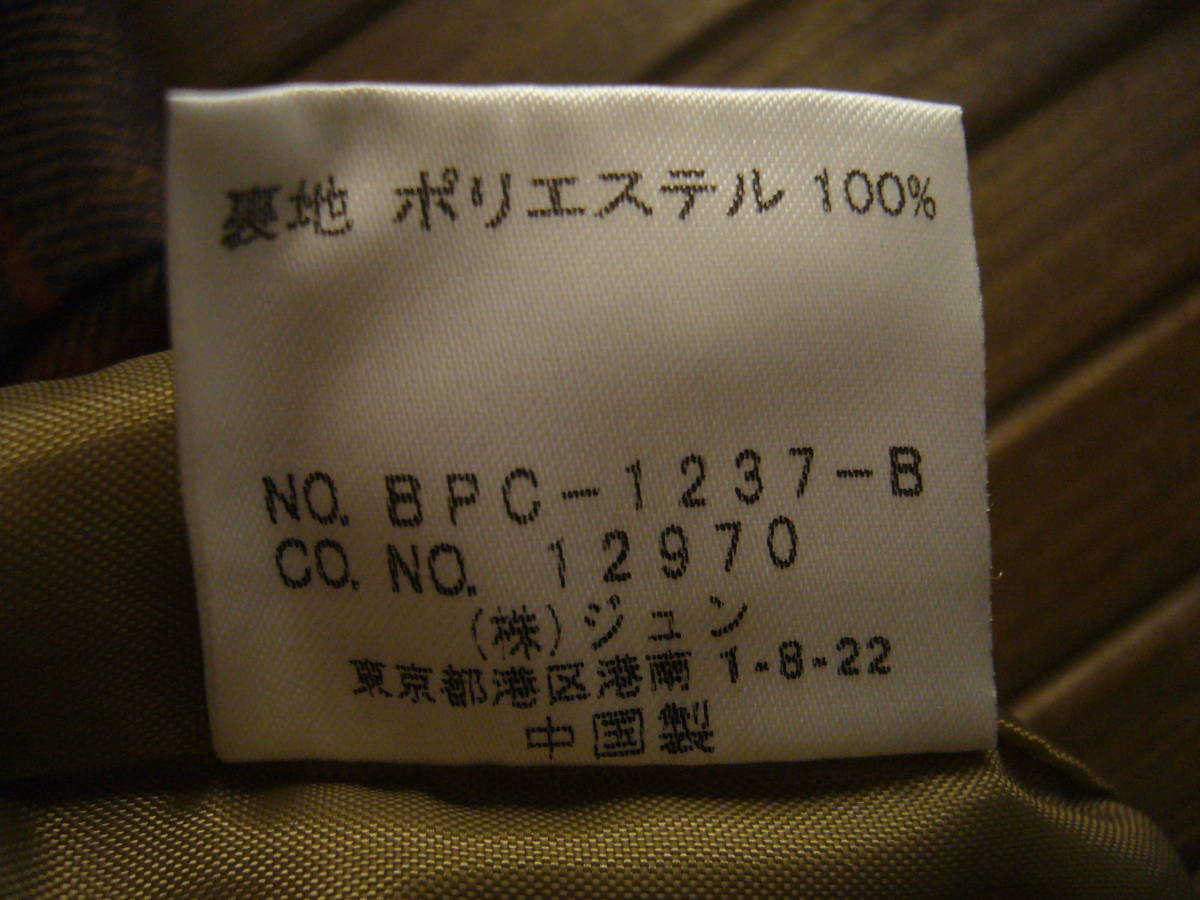 裏地 ポリエステル 100%
NO. BPC-1237-B
CO. NO. 12970
(株)ジュン
東京都港区港南 1-8-22
中国製